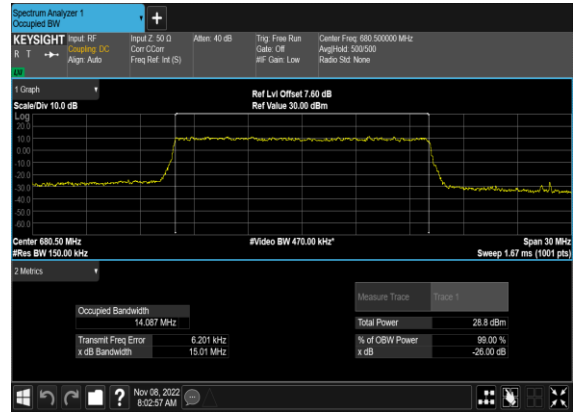 Spectrum Analyzer 1
Occupied BW
+
KEYSIGHT Input: RF Input Z: 50 Ω Atten: 40 dB Trig: Free Run Center Freq: 680.500000 MHz
R T Coupling: DC Corr CCorr Gate: Off Avg|Hold: 500/500
Align: Auto Freq Ref: Int (S) #IF Gain: Low Radio Std: None
1 Graph
Ref Lvl Offset 7.60 dB
Scale/Div 10.0 dB Ref Value 30.00 dBm
Log
20.0
10.0
0.00
-10.0
-20.0
-30.0
-40.0
-50.0
-60.0
Center 680.50 MHz #Video BW 470.00 kHz* Span 30 MHz
#Res BW 150.00 kHz Sweep 1.67 ms (1001 pts)
2 Metrics
Measure Trace Trace 1
Occupied Bandwidth
14.087 MHz Total Power 28.8 dBm
Transmit Freq Error 6.201 kHz % of OBW Power 99.00 %
x dB Bandwidth 15.01 MHz x dB -26.00 dB
? Nov 08, 2022
8:02:57 AM